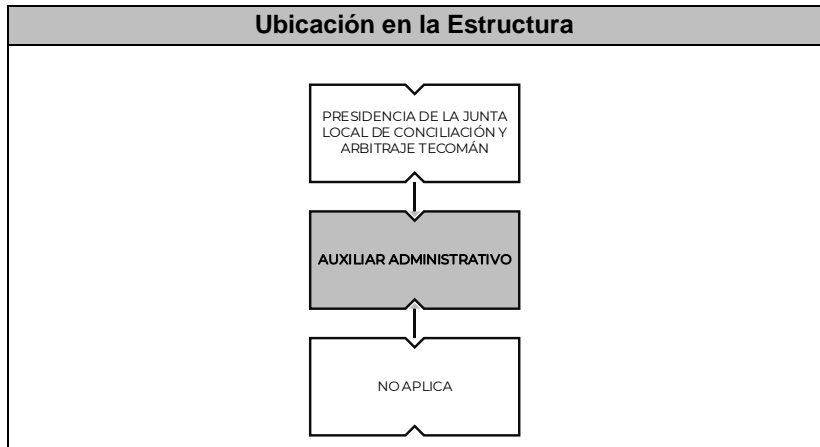 Ubicación en la Estructura
PRESIDENCIA DE LA JUNTA
LOCAL DE CONCILIACIÓN Y
ARBITRAJE TECOMÁN
AUXILIAR ADMINISTRATIVO
NO APLICA